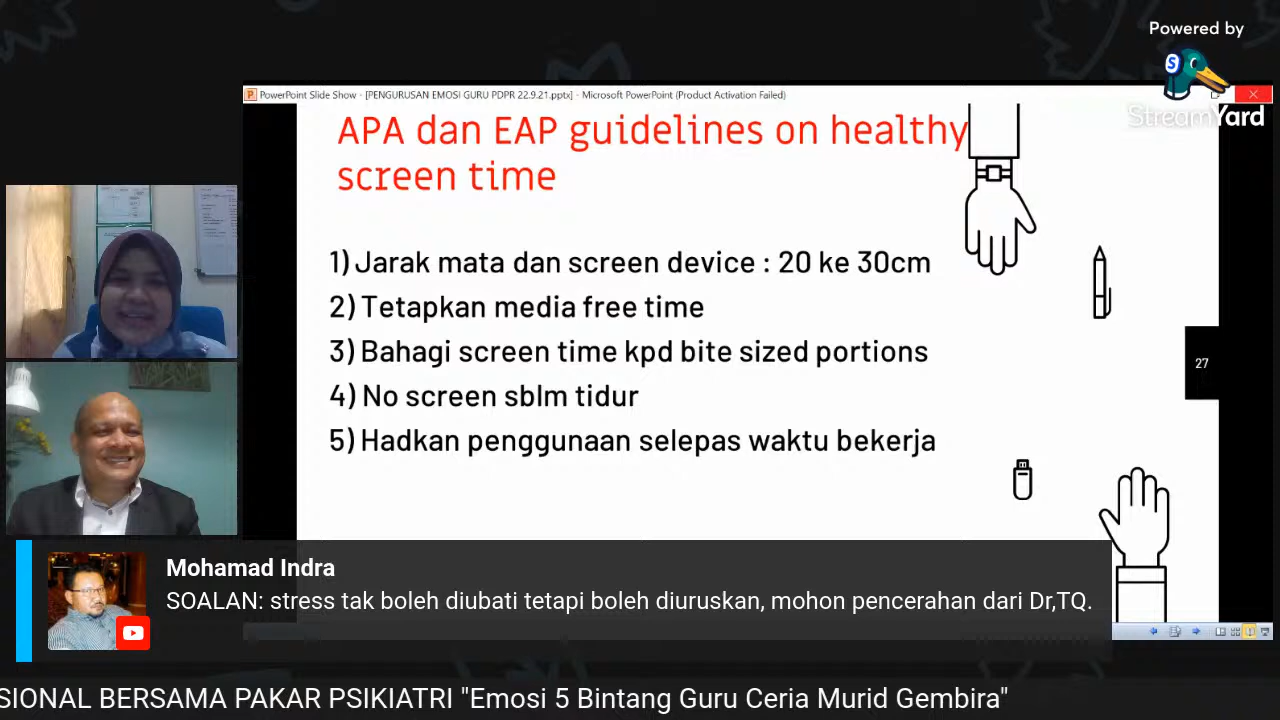 Powered by
S
StreamYard
PowerPoint Slide Show - [PENGURUSAN EMOSI GURU PDPR 22.9.21.pptx] - Microsoft PowerPoint (Product Activation Failed)
APA dan EAP guidelines on healthy
screen time
1) Jarak mata dan screen device : 20 ke 30cm
2) Tetapkan media free time
3) Bahagi screen time kpd bite sized portions
4) No screen sblm tidur
5) Hadkan penggunaan selepas waktu bekerja
27
Mohamad Indra
SOALAN: stress tak boleh diubati tetapi boleh diuruskan, mohon pencerahan dari Dr,TQ.
SIONAL BERSAMA PAKAR PSIKIATRI "Emosi 5 Bintang Guru Ceria Murid Gembira"